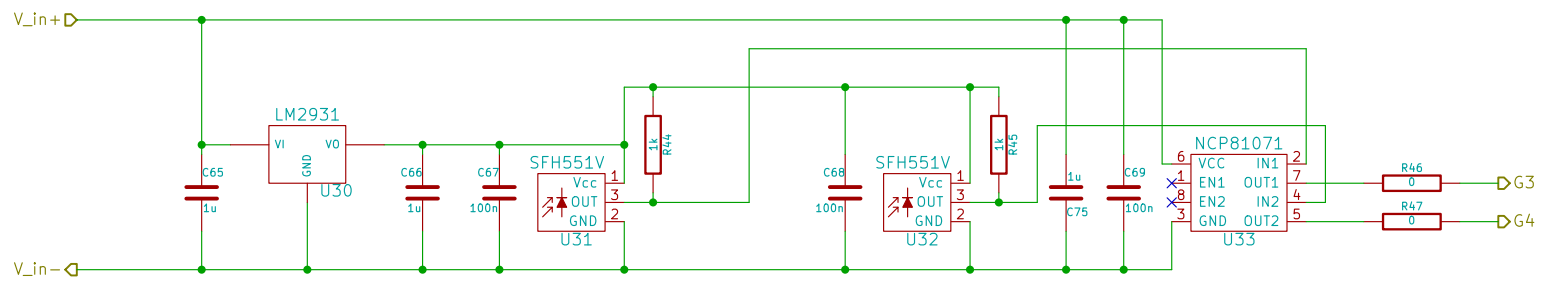 V_in+
LM2931
VI
VO
GND
U30
C65
1u
C66
1u
C67
100n
SFH551V
Vcc
OUT
GND
1
3
2
U31
1k
R44
C68
100n
SFH551V
Vcc
OUT
GND
1
3
2
U32
1k
R45
1u
C75
C69
100n
NCP81071
6
VCC
IN1
2
1
EN1
OUT1
7
8
EN2
IN2
4
3
GND
OUT2
5
U33
R46
0
G3
R47
0
G4
V_in-